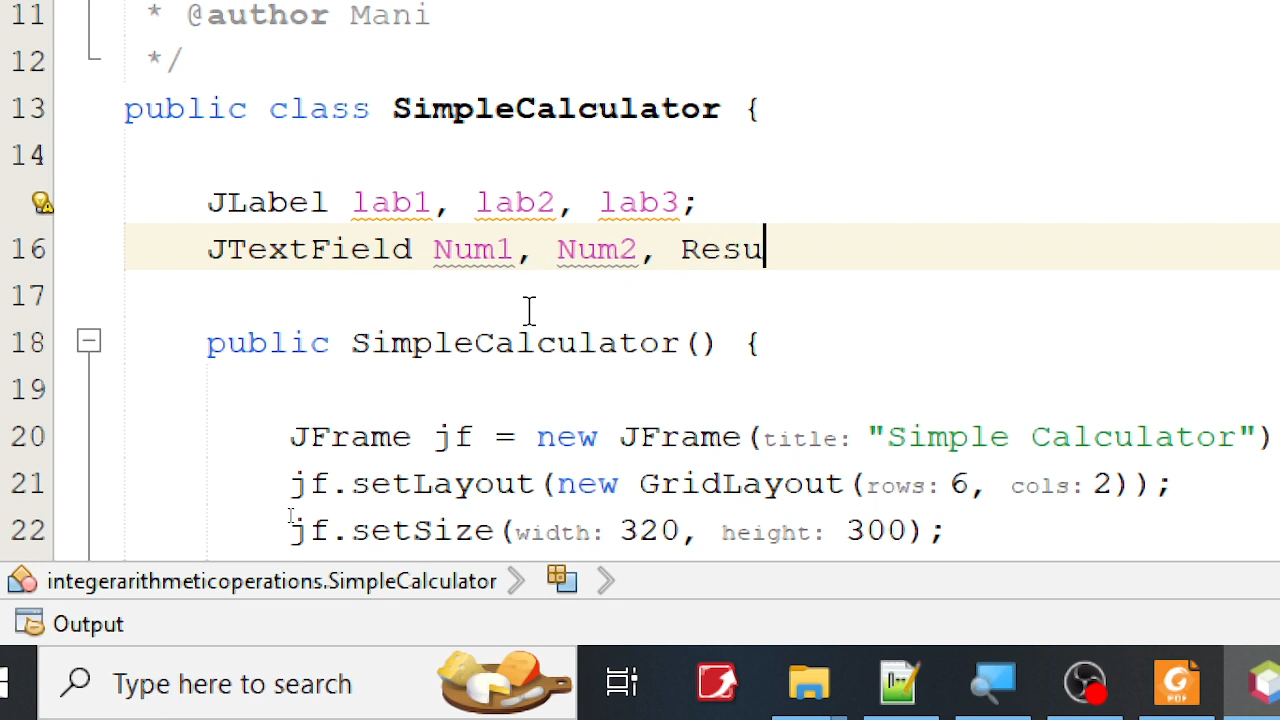 11 * @author Mani
12 */
13 public class SimpleCalculator {
14
JLabel lab1, lab2, lab3;
16 JTextField Num1, Num2, Resu
17
18 public SimpleCalculator() {
19
20 JFrame jf = new JFrame(title: "Simple Calculator")
21 jf.setLayout(new GridLayout(rows: 6, cols: 2));
22 jf.setSize(width: 320, height: 300);
integerarithmeticoperations.SimpleCalculator
Output
Type here to search
PDF